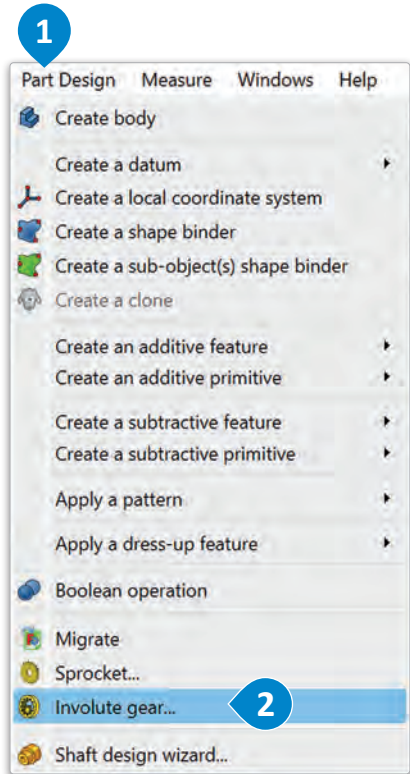 1
Part Design Measure Windows Help
Create body
Create a datum
Create a local coordinate system
Create a shape binder
Create a sub-object(s) shape binder
Create a clone
Create an additive feature
Create an additive primitive
Create a subtractive feature
Create a subtractive primitive
Apply a pattern
Apply a dress-up feature
Boolean operation
Migrate
Sprocket...
Involute gear... 2
Shaft design wizard...